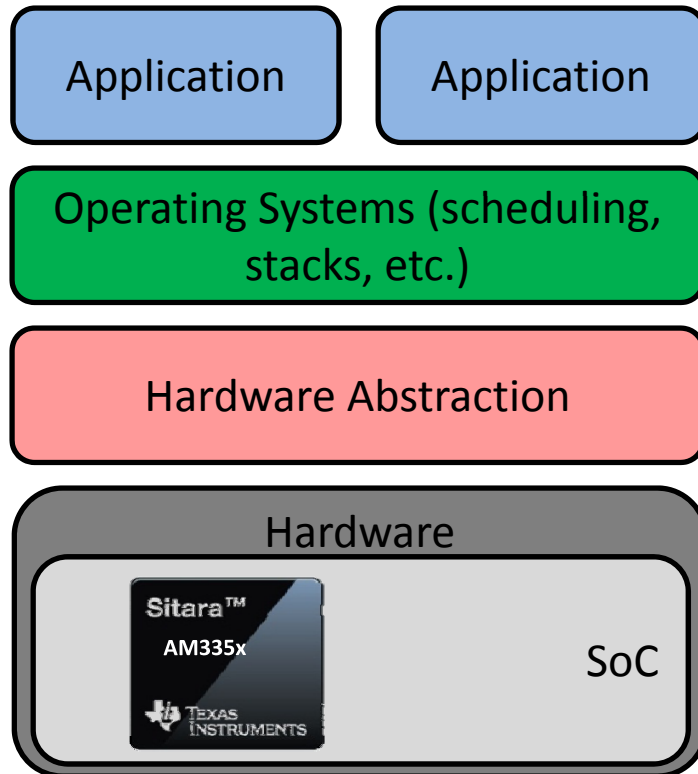 Application
Application
Operating Systems (scheduling,
stacks, etc.)
Hardware Abstraction
Hardware
Sitara™
AM335x
SoC
TEXAS
INSTRUMENTS